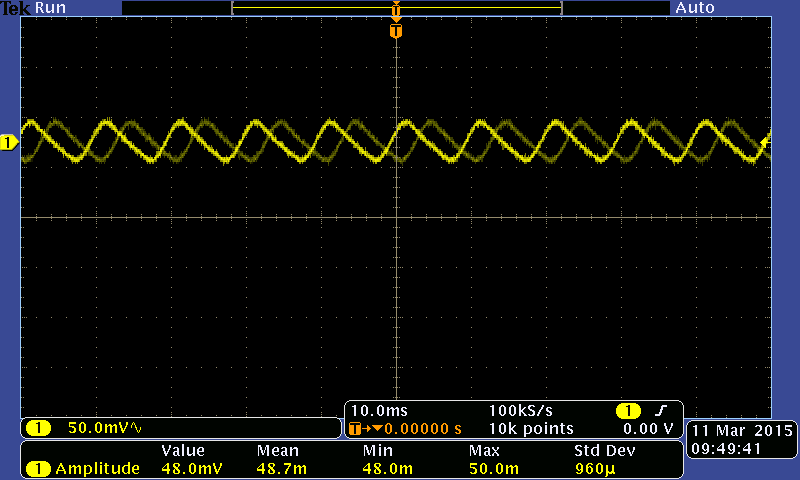 Tek Run Auto
T
T
1
1 50.0mV∿
10.0ms 100kS/s 1 ∫
T→▼0.00000 s 10k points 0.00 V
Value Mean Min Max Std Dev
1 Amplitude 48.0mV 48.7m 48.0m 50.0m 960µ
11 Mar 2015
09:49:41